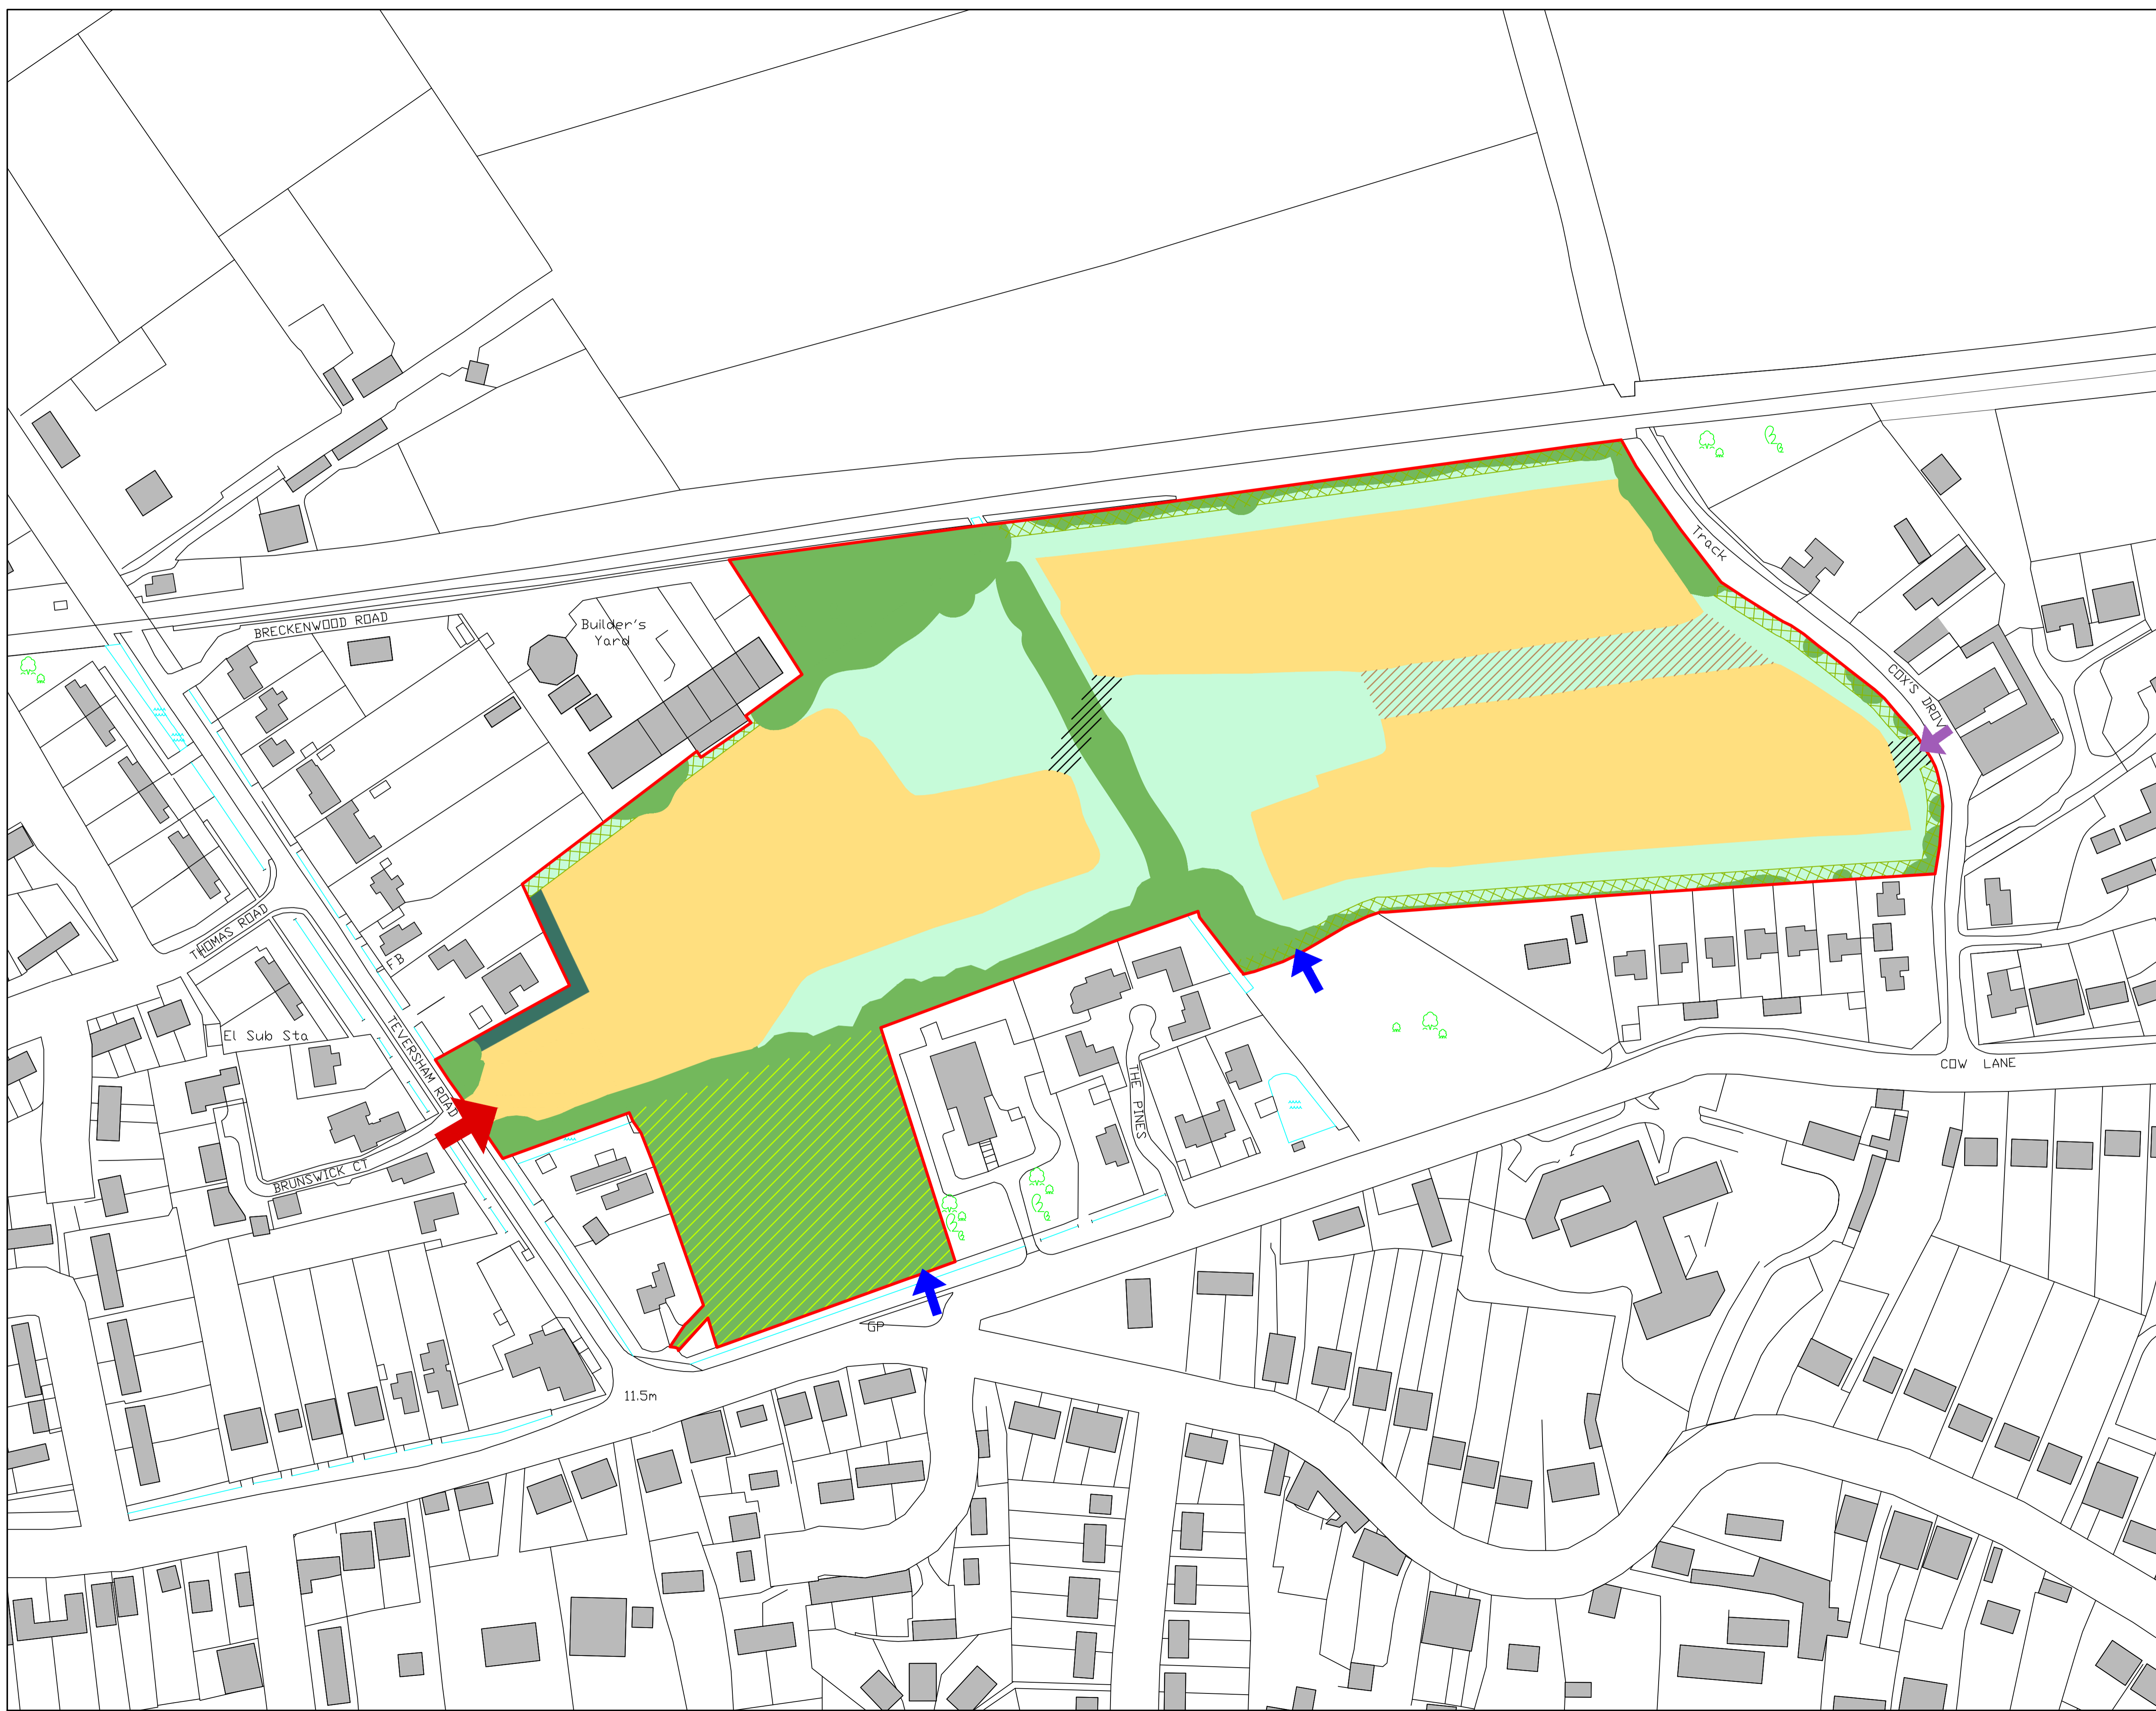 BRECKENWOOD ROAD
Builder's
Yard
Track
COX'S DROV
THOMAS ROAD
FB
El Sub Sta
TEVERSHAM ROAD
THE PINES
COW LANE
BRUNSWICK CT
GP
11.5m